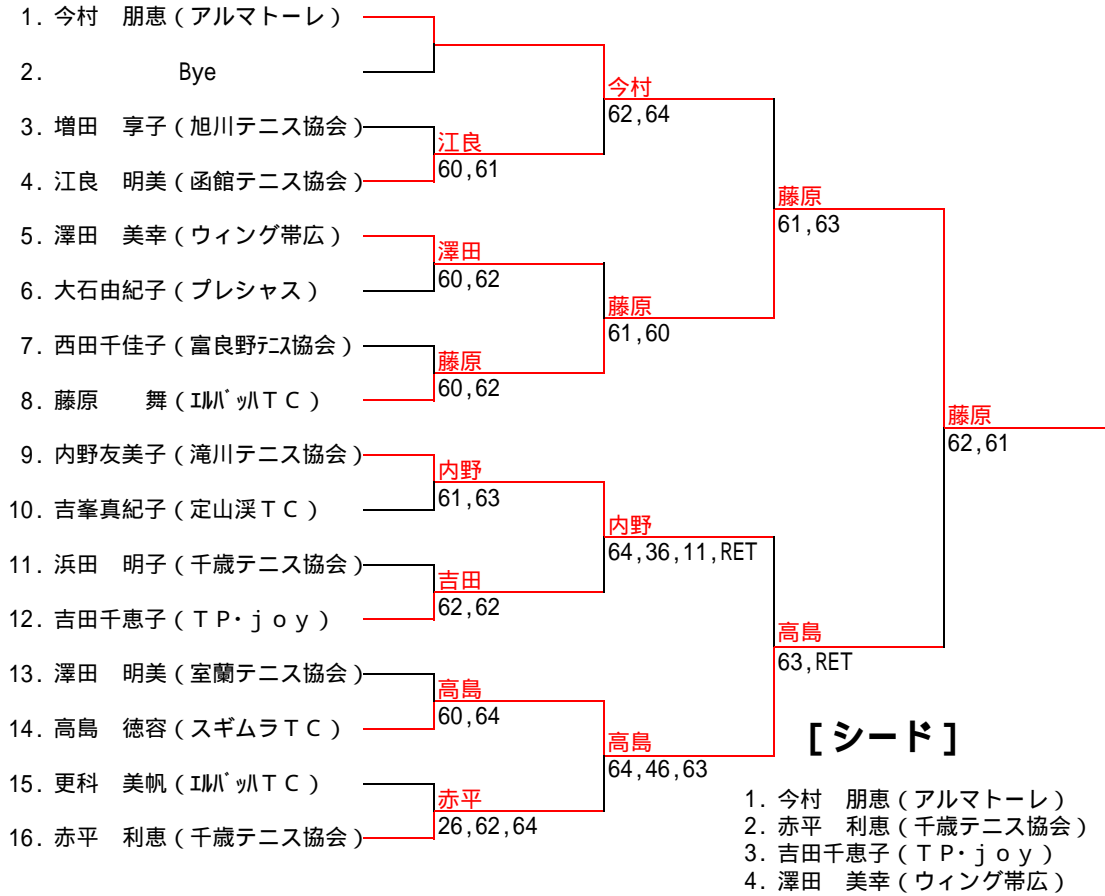 1. 今村　朋恵 ( アルマトーレ )
2. Bye
3. 増田　享子 ( 旭川テニス協会 )
4. 江良　明美 ( 函館テニス協会 )
5. 澤田　美幸 ( ウィング帯広 )
6. 大石由紀子 ( プレシャス )
7. 西田千佳子 ( 富良野ﾃﾆｽ協会 )
8. 藤原　　舞 ( ｴﾙﾊﾞｯﾊＴＣ )
9. 内野友美子 ( 滝川テニス協会 )
10. 吉峯真紀子 ( 定山渓ＴＣ )
11. 浜田　明子 ( 千歳テニス協会 )
12. 吉田千恵子 ( ＴＰ・ｊｏｙ )
13. 澤田　明美 ( 室蘭テニス協会 )
14. 高島　徳容 ( スギムラＴＣ )
15. 更科　美帆 ( ｴﾙﾊﾞｯﾊＴＣ )
16. 赤平　利恵 ( 千歳テニス協会 )
江良
60,61
澤田
60,62
藤原
60,62
内野
61,63
吉田
62,62
高島
60,64
赤平
26,62,64
今村
62,64
藤原
61,60
内野
64,36,11,RET
高島
64,46,63
藤原
61,63
高島
63,RET
藤原
62,61
[ シード ]
1. 今村　朋恵 ( アルマトーレ )
2. 赤平　利恵 ( 千歳テニス協会 )
3. 吉田千恵子 ( ＴＰ・ｊｏｙ )
4. 澤田　美幸 ( ウィング帯広 )